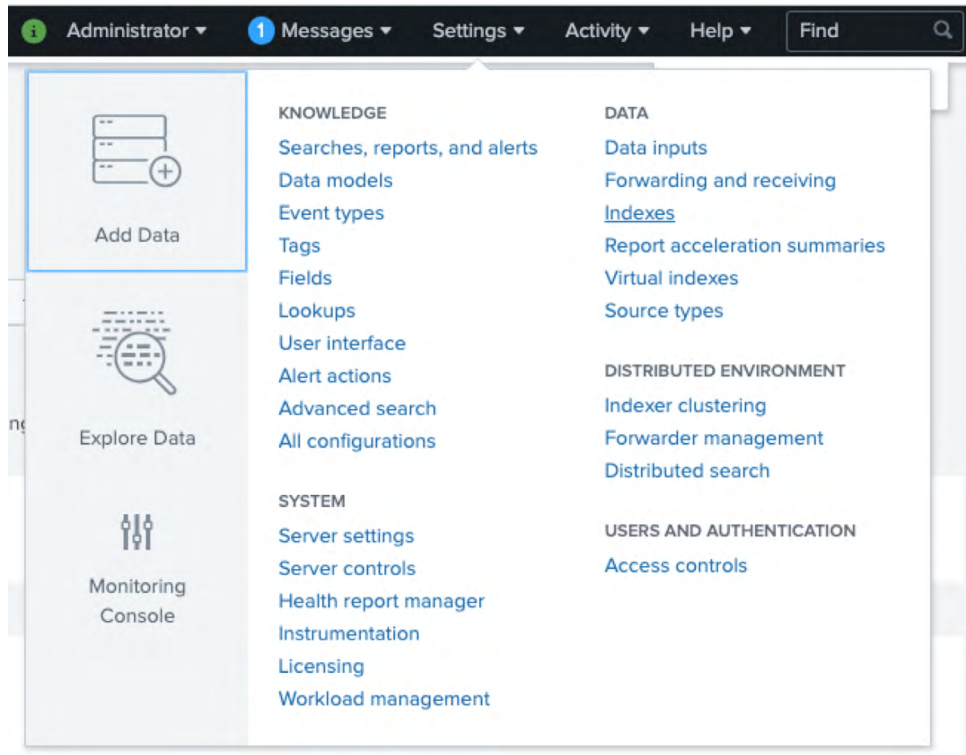 i Administrator ▾ 1 Messages ▾ Settings ▾ Activity ▾ Help ▾ Find
Add Data
Explore Data
Monitoring
Console
KNOWLEDGE
Searches, reports, and alerts
Data models
Event types
Tags
Fields
Lookups
User interface
Alert actions
Advanced search
All configurations
SYSTEM
Server settings
Server controls
Health report manager
Instrumentation
Licensing
Workload management
DATA
Data inputs
Forwarding and receiving
Indexes
Report acceleration summaries
Virtual indexes
Source types
DISTRIBUTED ENVIRONMENT
Indexer clustering
Forwarder management
Distributed search
USERS AND AUTHENTICATION
Access controls